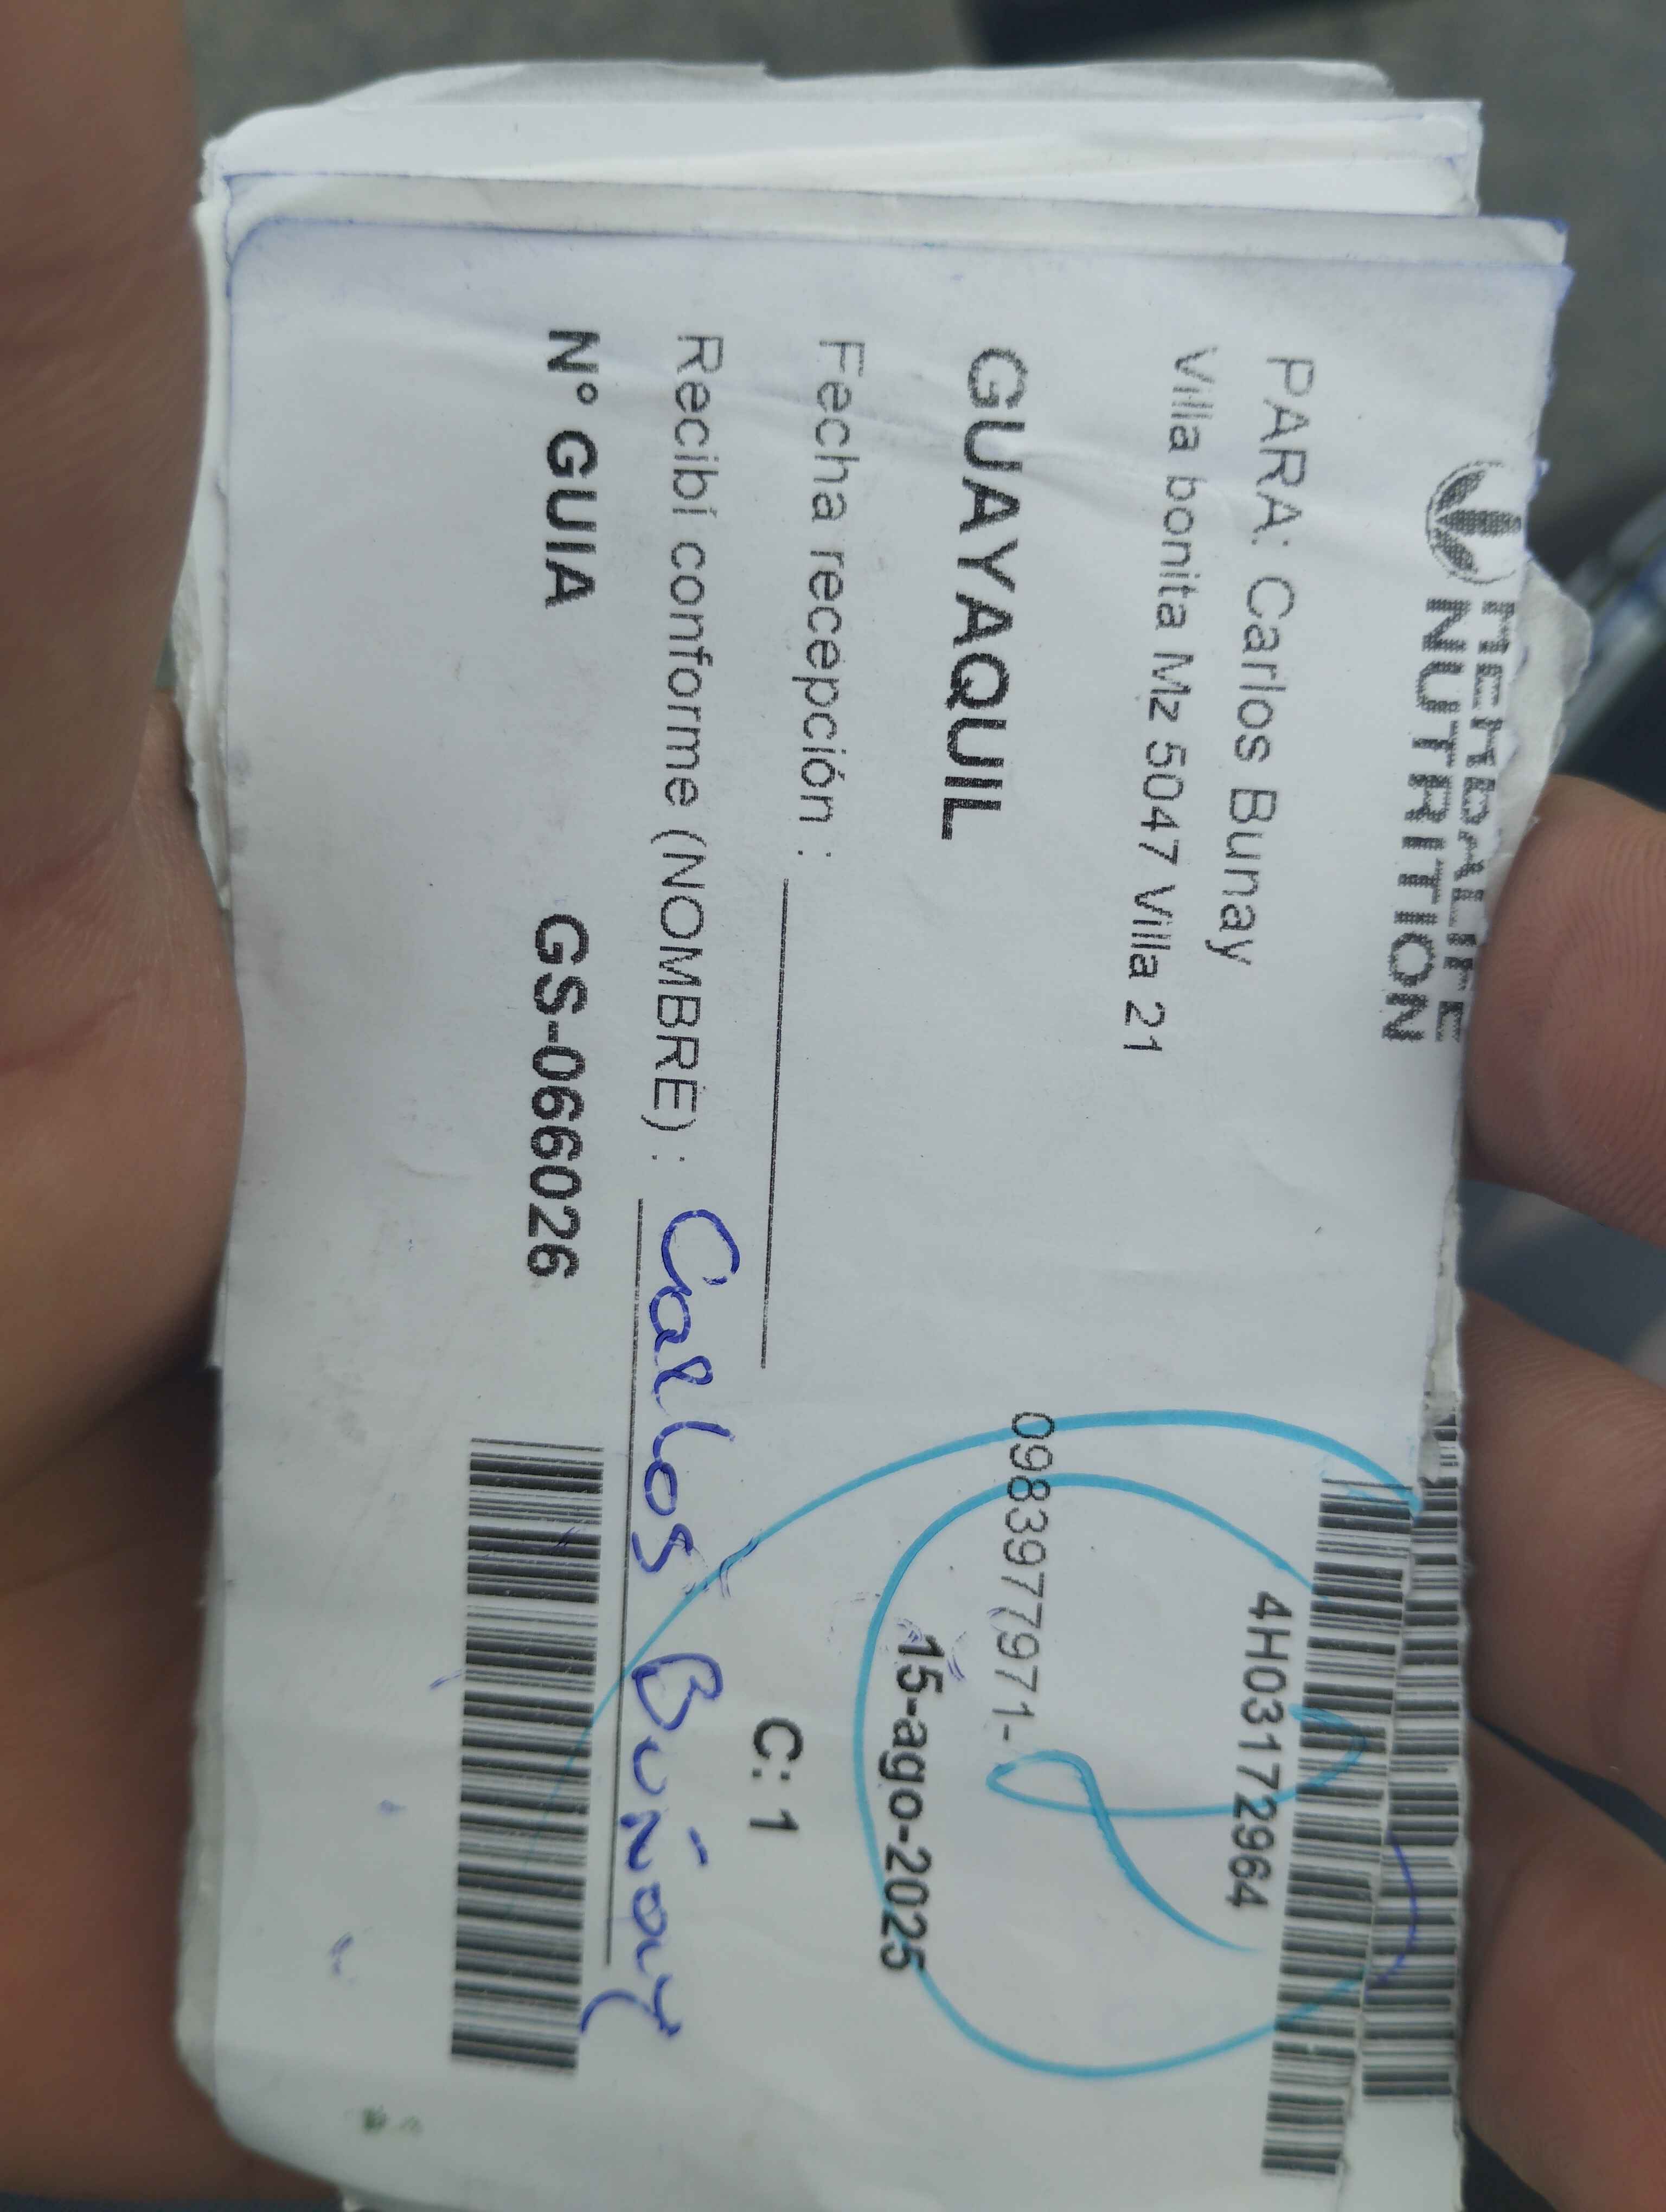 HERBALIFE
NUTRITION
4H03172964
PARA: Carlos Bunay
Villa bonita Mz 5047 Villa 21
0983977971-
GUAYAQUIL
15-ago-2025
Fecha recepción :
C: 1
Recibí conforme (NOMBRE) : Carlos Buñay
N° GUIA GS-066026